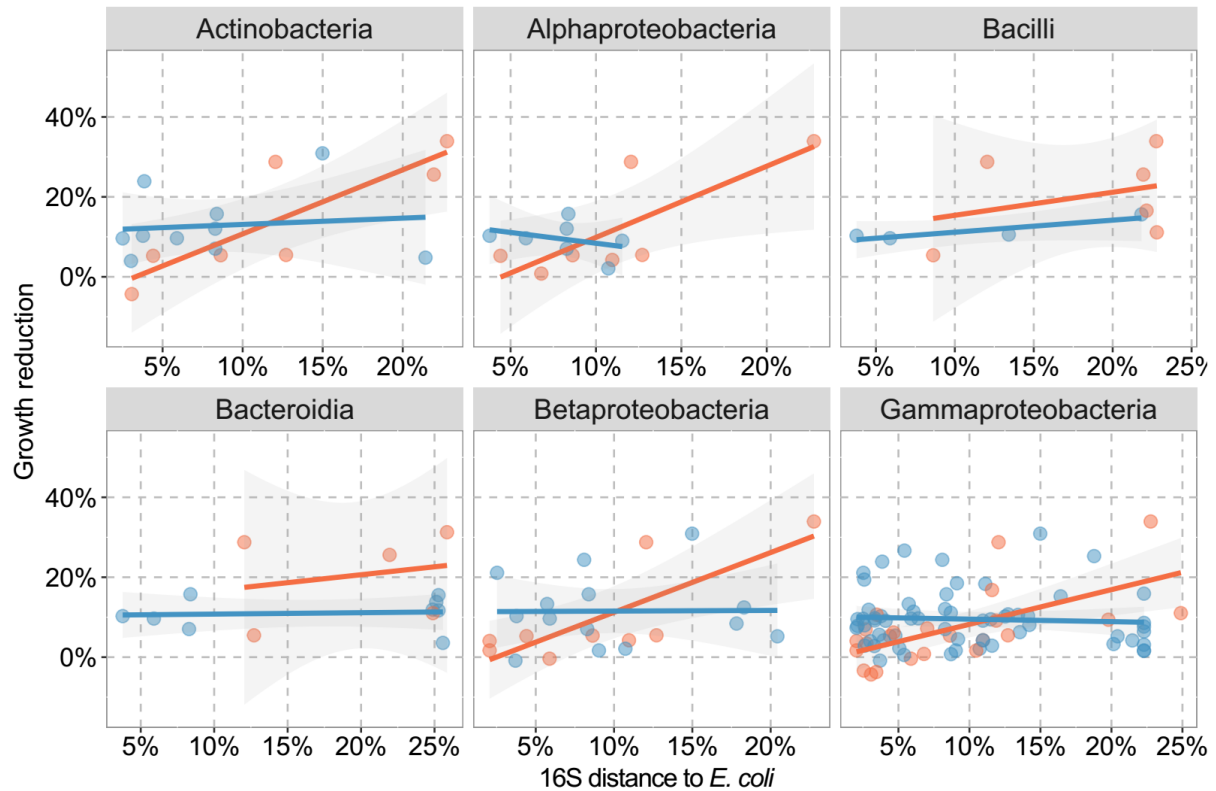 Actinobacteria
Alphaproteobacteria
Bacilli
40%
20%
0%
5% 10% 15% 20%
5% 10% 15% 20%
5% 10% 15% 20% 25%
Growth reduction
Bacteroidia
Betaproteobacteria
Gammaproteobacteria
40%
20%
0%
5% 10% 15% 20% 25%
5% 10% 15% 20%
5% 10% 15% 20% 25%
16S distance to E. coli